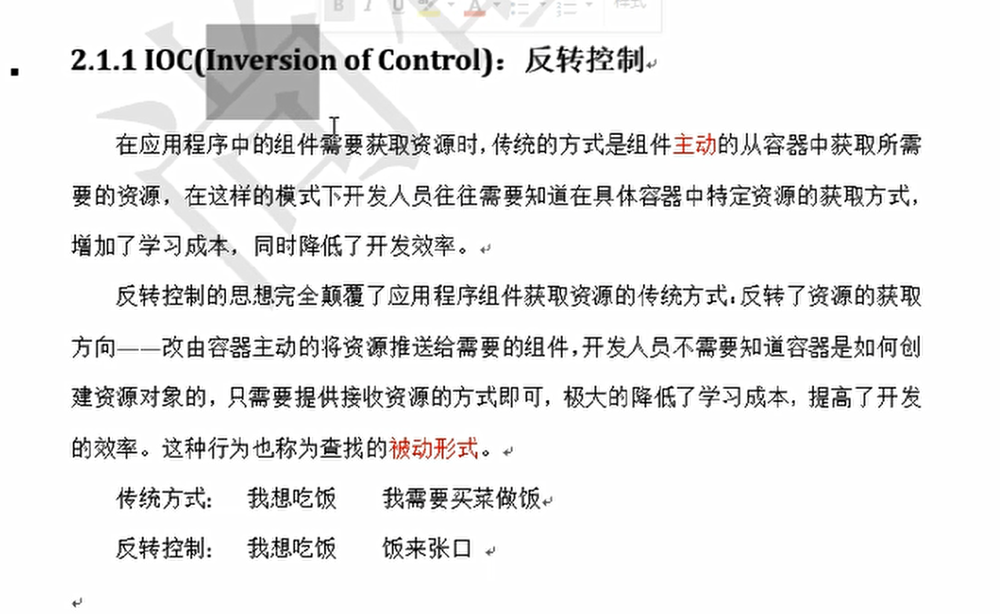 B I U A 样式
2.1.1 IOC(Inversion of Control)：反转控制
在应用程序中的组件需要获取资源时，传统的方式是组件主动的从容器中获取所需
要的资源，在这样的模式下开发人员往往需要知道在具体容器中特定资源的获取方式，
增加了学习成本，同时降低了开发效率。
反转控制的思想完全颠覆了应用程序组件获取资源的传统方式：反转了资源的获取
方向——改由容器主动的将资源推送给需要的组件，开发人员不需要知道容器是如何创
建资源对象的，只需要提供接收资源的方式即可，极大的降低了学习成本，提高了开发
的效率。这种行为也称为查找的被动形式。
传统方式： 我想吃饭 我需要买菜做饭
反转控制： 我想吃饭 饭来张口